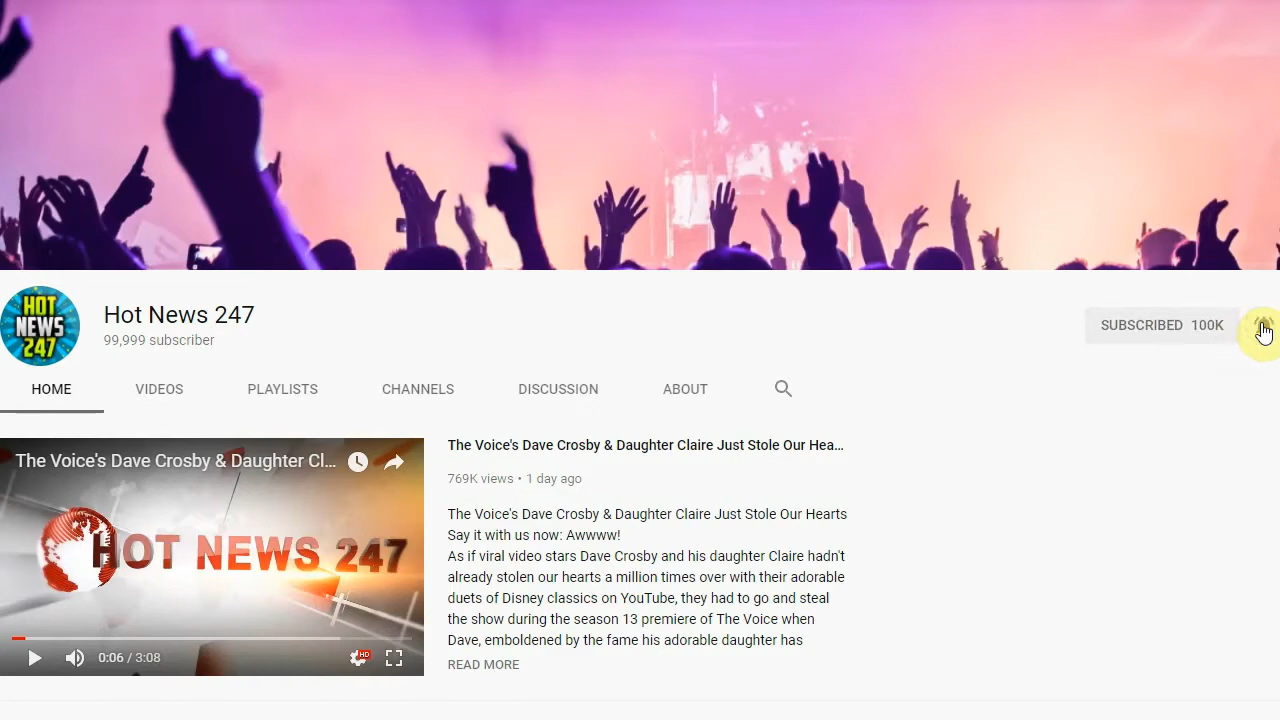 HOT
NEWS
247
Hot News 247
99,999 subscriber
SUBSCRIBED 100K
HOME VIDEOS PLAYLISTS CHANNELS DISCUSSION ABOUT
The Voice's Dave Crosby & Daughter Cl...
HOT NEWS 247
HD
0:06 / 3:08
The Voice's Dave Crosby & Daughter Claire Just Stole Our Hea...
769K views • 1 day ago
The Voice's Dave Crosby & Daughter Claire Just Stole Our Hearts
Say it with us now: Awwww!
As if viral video stars Dave Crosby and his daughter Claire hadn't
already stolen our hearts a million times over with their adorable
duets of Disney classics on YouTube, they had to go and steal
the show during the season 13 premiere of The Voice when
Dave, emboldened by the fame his adorable daughter has
READ MORE